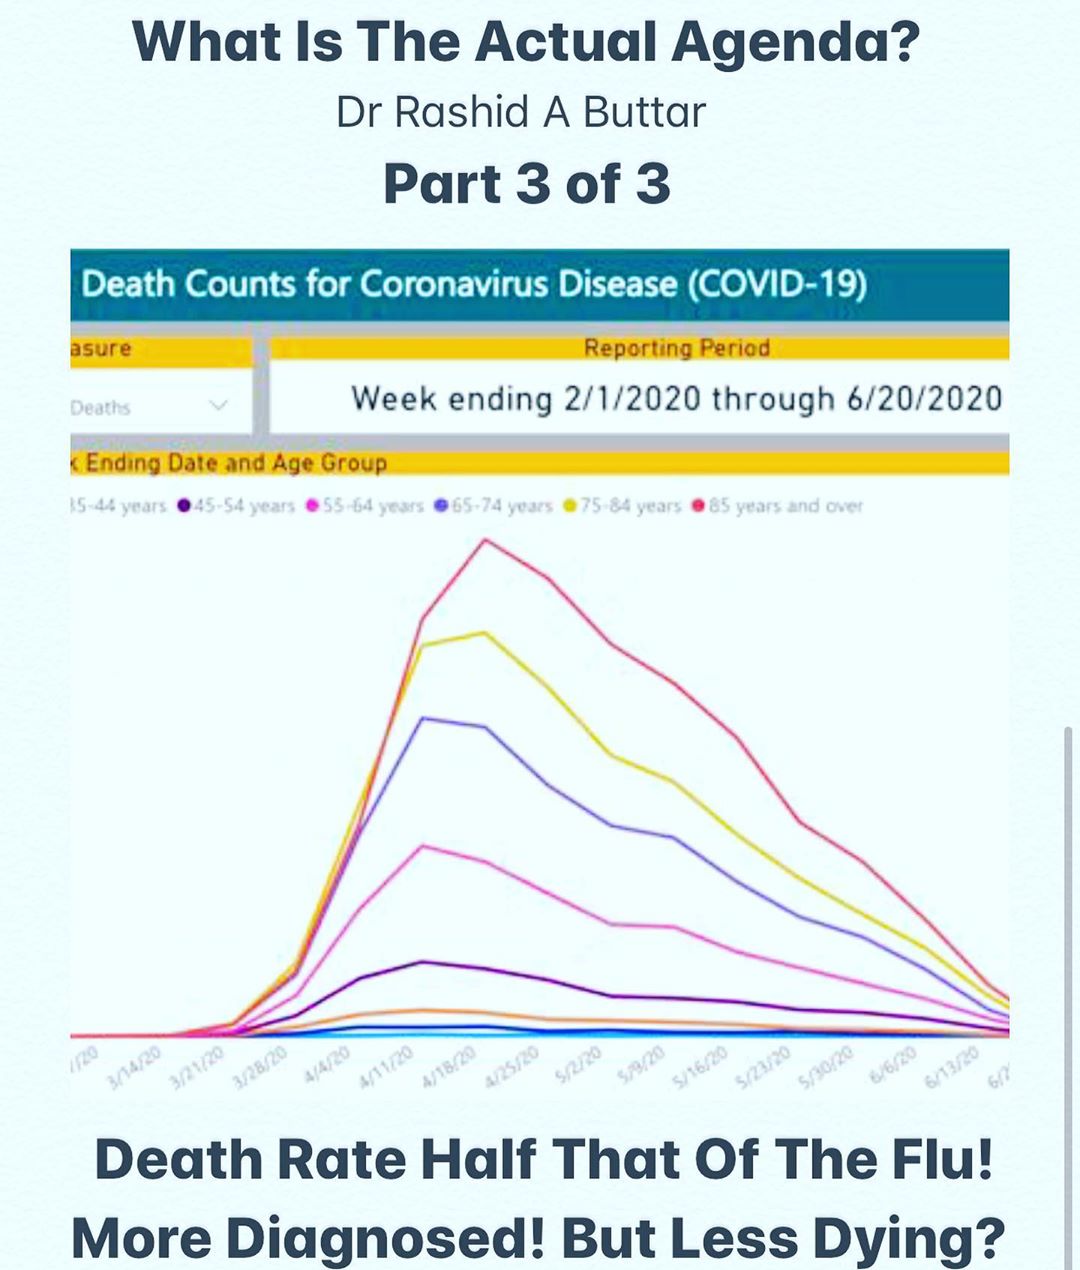 What Is The Actual Agenda?
Dr Rashid A Buttar
Part 3 of 3
Death Counts for Coronavirus Disease (COVID-19)
asure
Reporting Period
Deaths
Week ending 2/1/2020 through 6/20/2020
k Ending Date and Age Group
35-44 years 45-54 years 55-64 years 65-74 years 75-84 years 85 years and over
/20 3/14/20 3/21/20 3/28/20 4/4/20 4/11/20 4/18/20 4/25/20 5/2/20 5/9/20 5/16/20 5/23/20 5/30/20 6/6/20 6/13/20 6/2
Death Rate Half That Of The Flu!
More Diagnosed! But Less Dying?